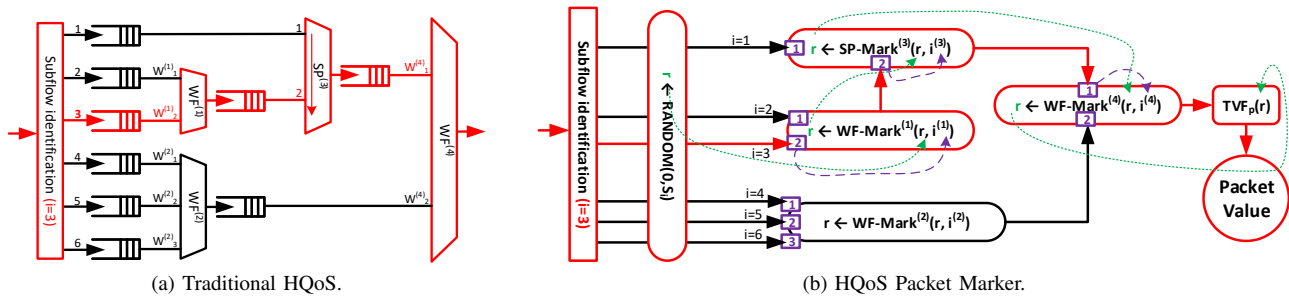 Subflow identification (i=3)
1
2
3
4
5
6
W(1)1
W(1)2
W(2)1
W(2)2
W(2)3
WF(1)
WF(2)
1
2
SP(3)
W(4)1
W(4)2
WF(4)
(a) Traditional HQoS.
Subflow identification (i=3)
r ← RANDOM(0,Si)
i=1
i=2
i=3
i=4
i=5
i=6
1
r ← SP-Mark(3)(r, i(3))
2
1
r ← WF-Mark(1)(r, i(1))
2
1
2
3
r ← WF-Mark(2)(r, i(2))
1
r ← WF-Mark(4)(r, i(4))
2
TVFp(r)
Packet
Value
(b) HQoS Packet Marker.